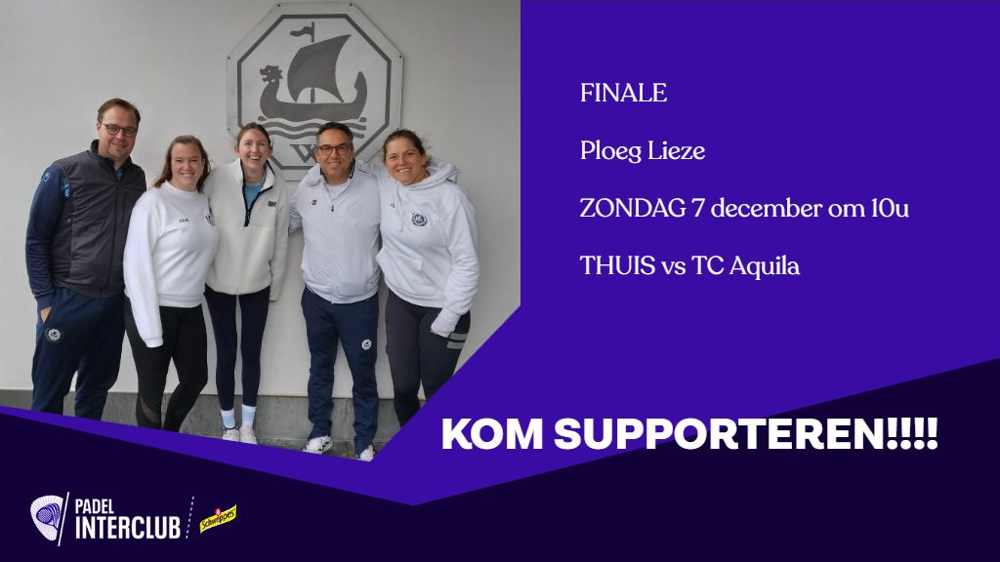 W
FINALE
Ploeg Lieze
ZONDAG 7 december om 10u
THUIS vs TC Aquila
KOM SUPPORTEREN!!!!
PADEL
INTERCLUB
Schweppes